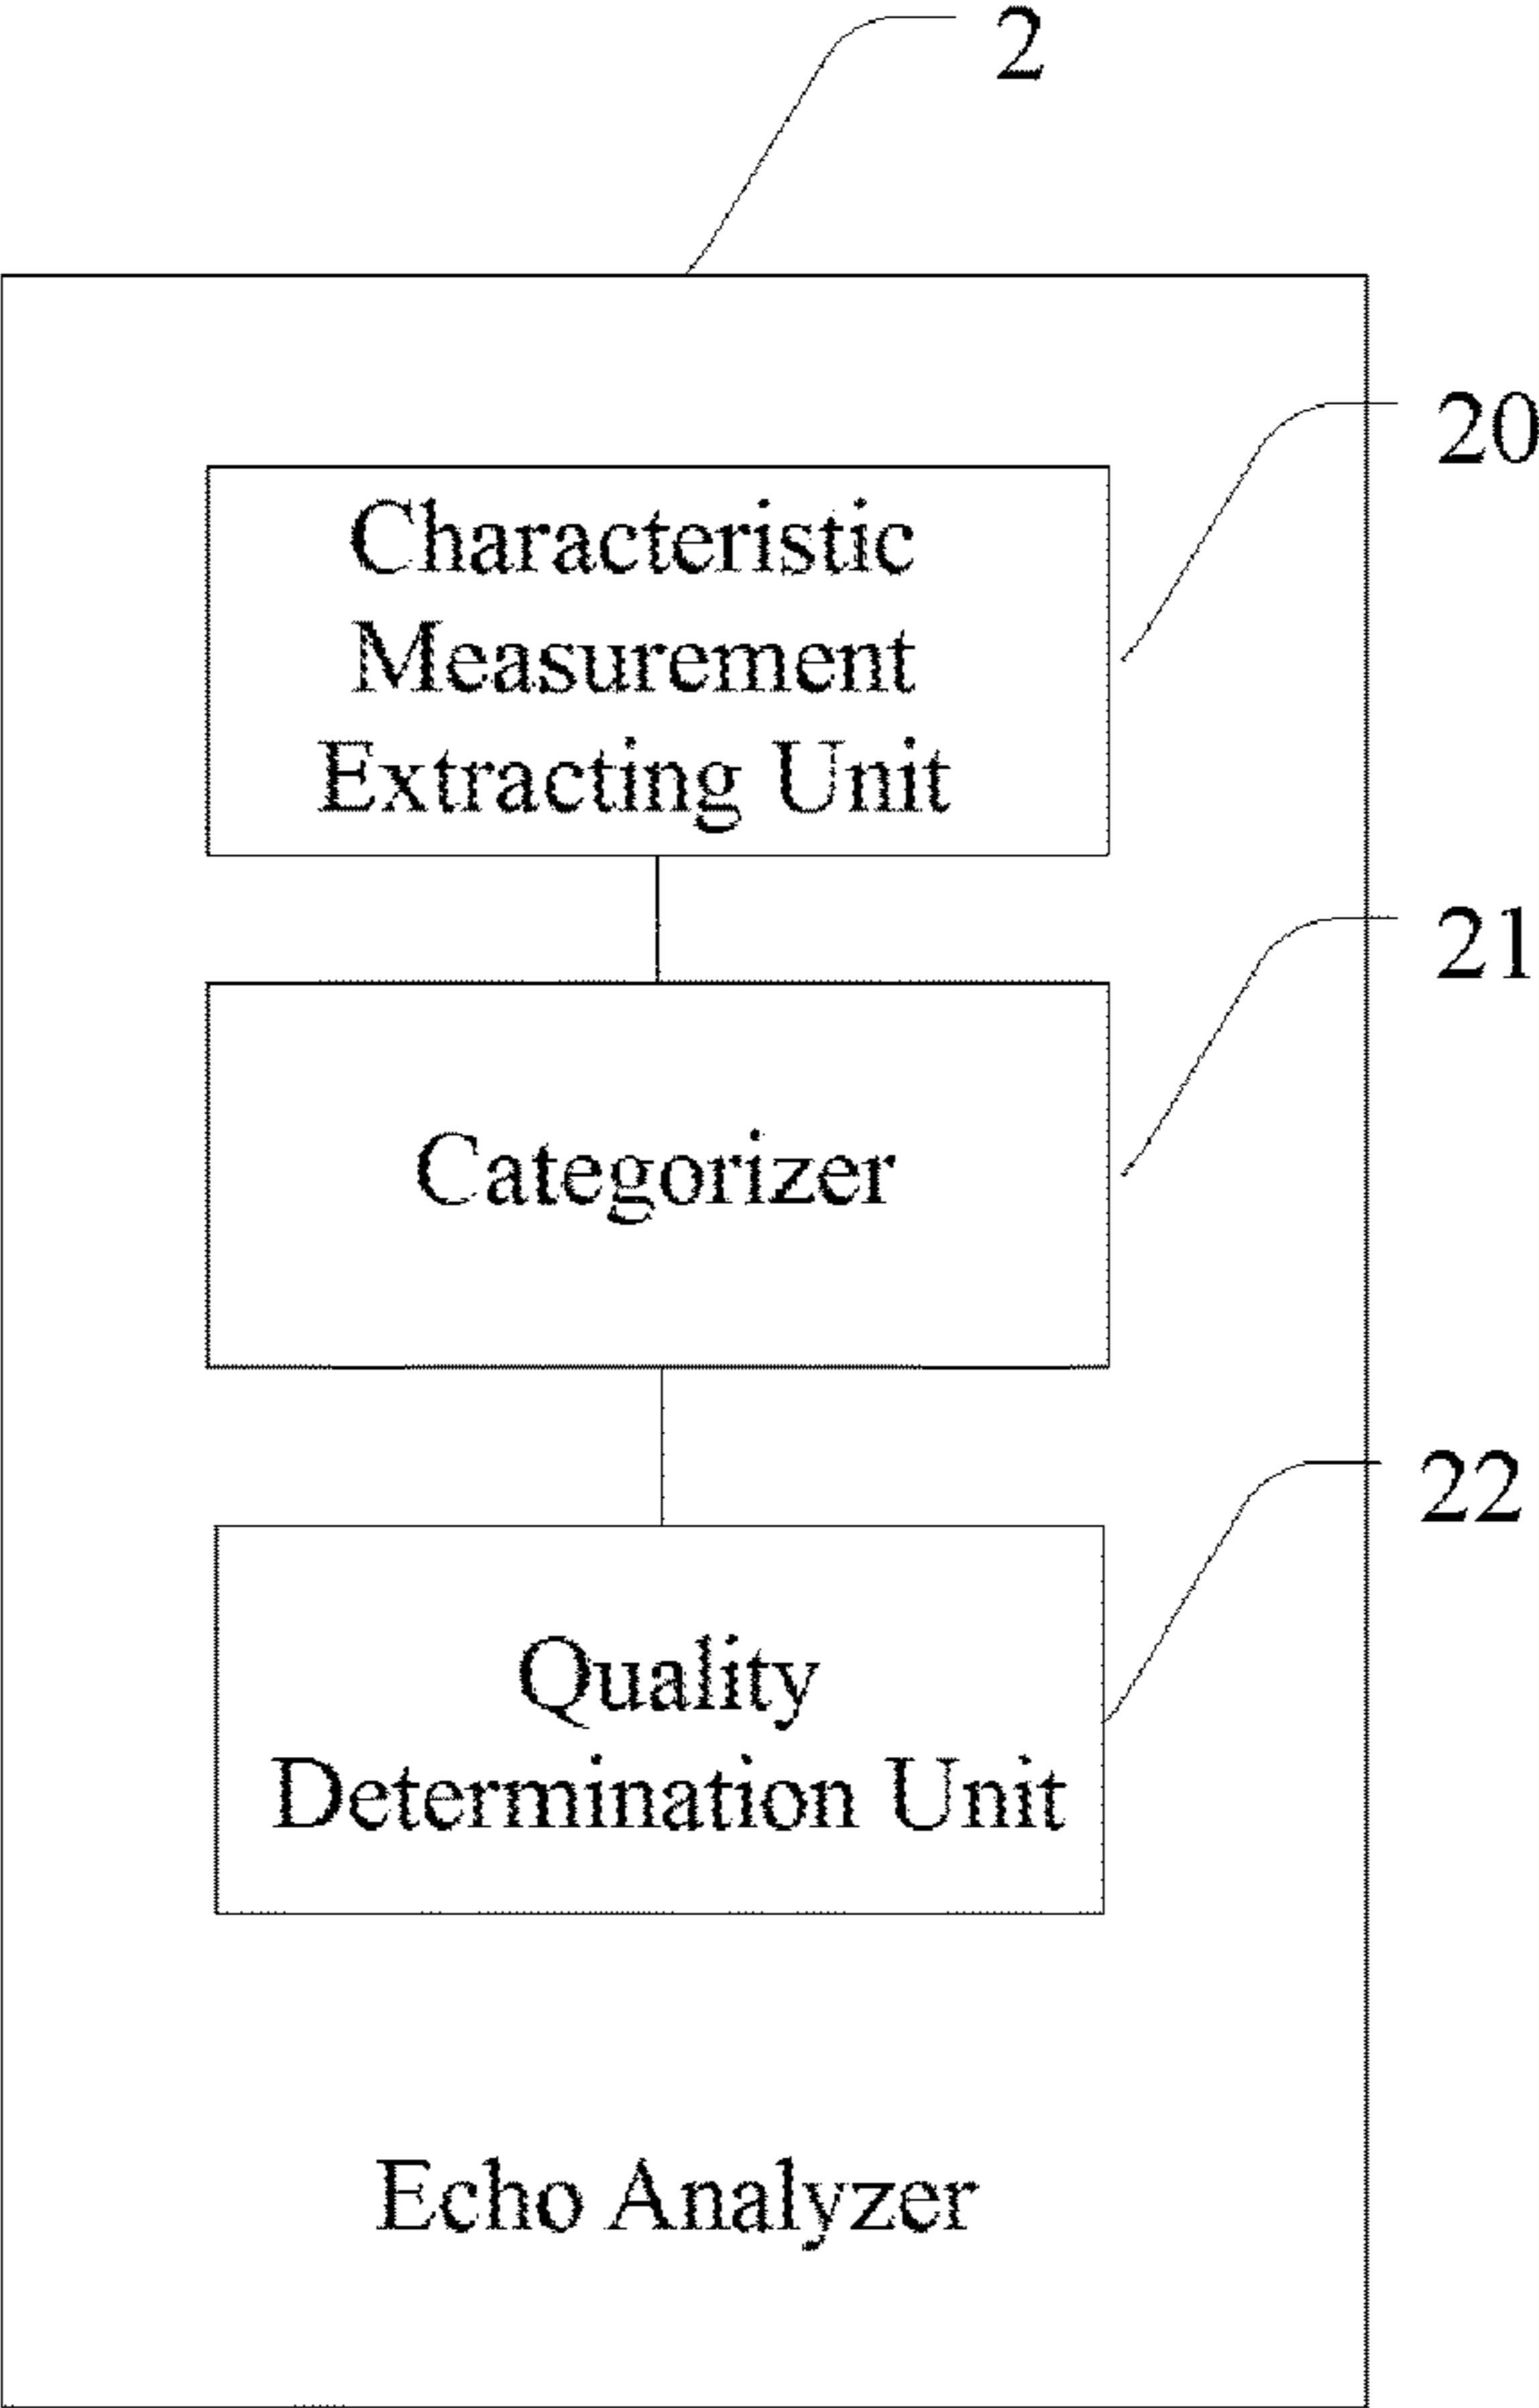 2
20
Characteristic
Measurement
Extracting Unit
21
Categorizer
22
Quality
Determination Unit
Echo Analyzer